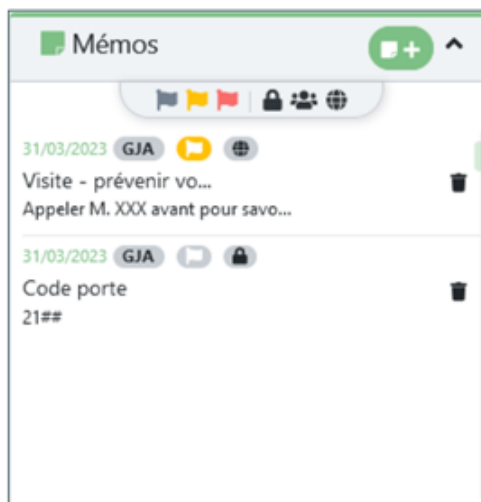 Mémos
31/03/2023 GJA
Visite - prévenir vo...
Appeler M. XXX avant pour savo...
31/03/2023 GJA
Code porte
21##